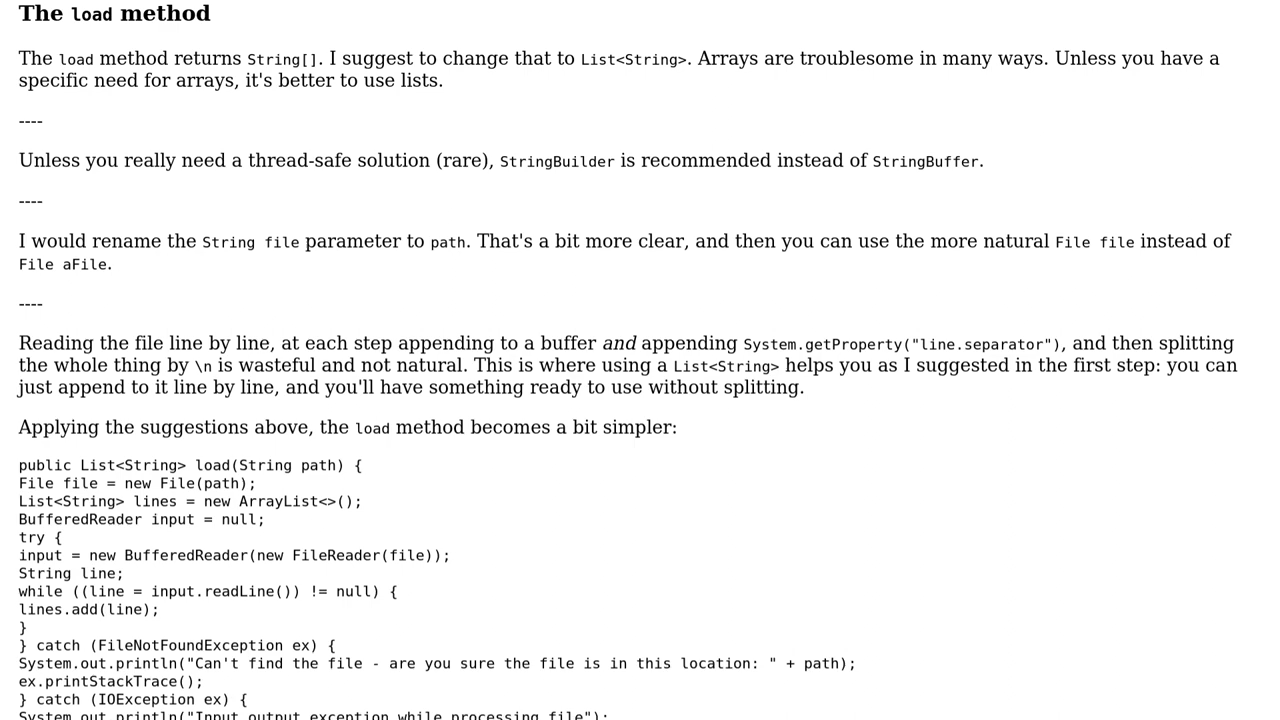 The load method
The load method returns String[]. I suggest to change that to List<String>. Arrays are troublesome in many ways. Unless you have a
specific need for arrays, it's better to use lists.
----
Unless you really need a thread-safe solution (rare), StringBuilder is recommended instead of StringBuffer.
----
I would rename the String file parameter to path. That's a bit more clear, and then you can use the more natural File file instead of
File aFile.
----
Reading the file line by line, at each step appending to a buffer and appending System.getProperty("line.separator"), and then splitting
the whole thing by \n is wasteful and not natural. This is where using a List<String> helps you as I suggested in the first step: you can
just append to it line by line, and you'll have something ready to use without splitting.
Applying the suggestions above, the load method becomes a bit simpler:
public List<String> load(String path) {
File file = new File(path);
List<String> lines = new ArrayList<>();
BufferedReader input = null;
try {
input = new BufferedReader(new FileReader(file));
String line;
while ((line = input.readLine()) != null) {
lines.add(line);
}
} catch (FileNotFoundException ex) {
System.out.println("Can't find the file - are you sure the file is in this location: " + path);
ex.printStackTrace();
} catch (IOException ex) {
System.out.println("Input output exception while processing file");